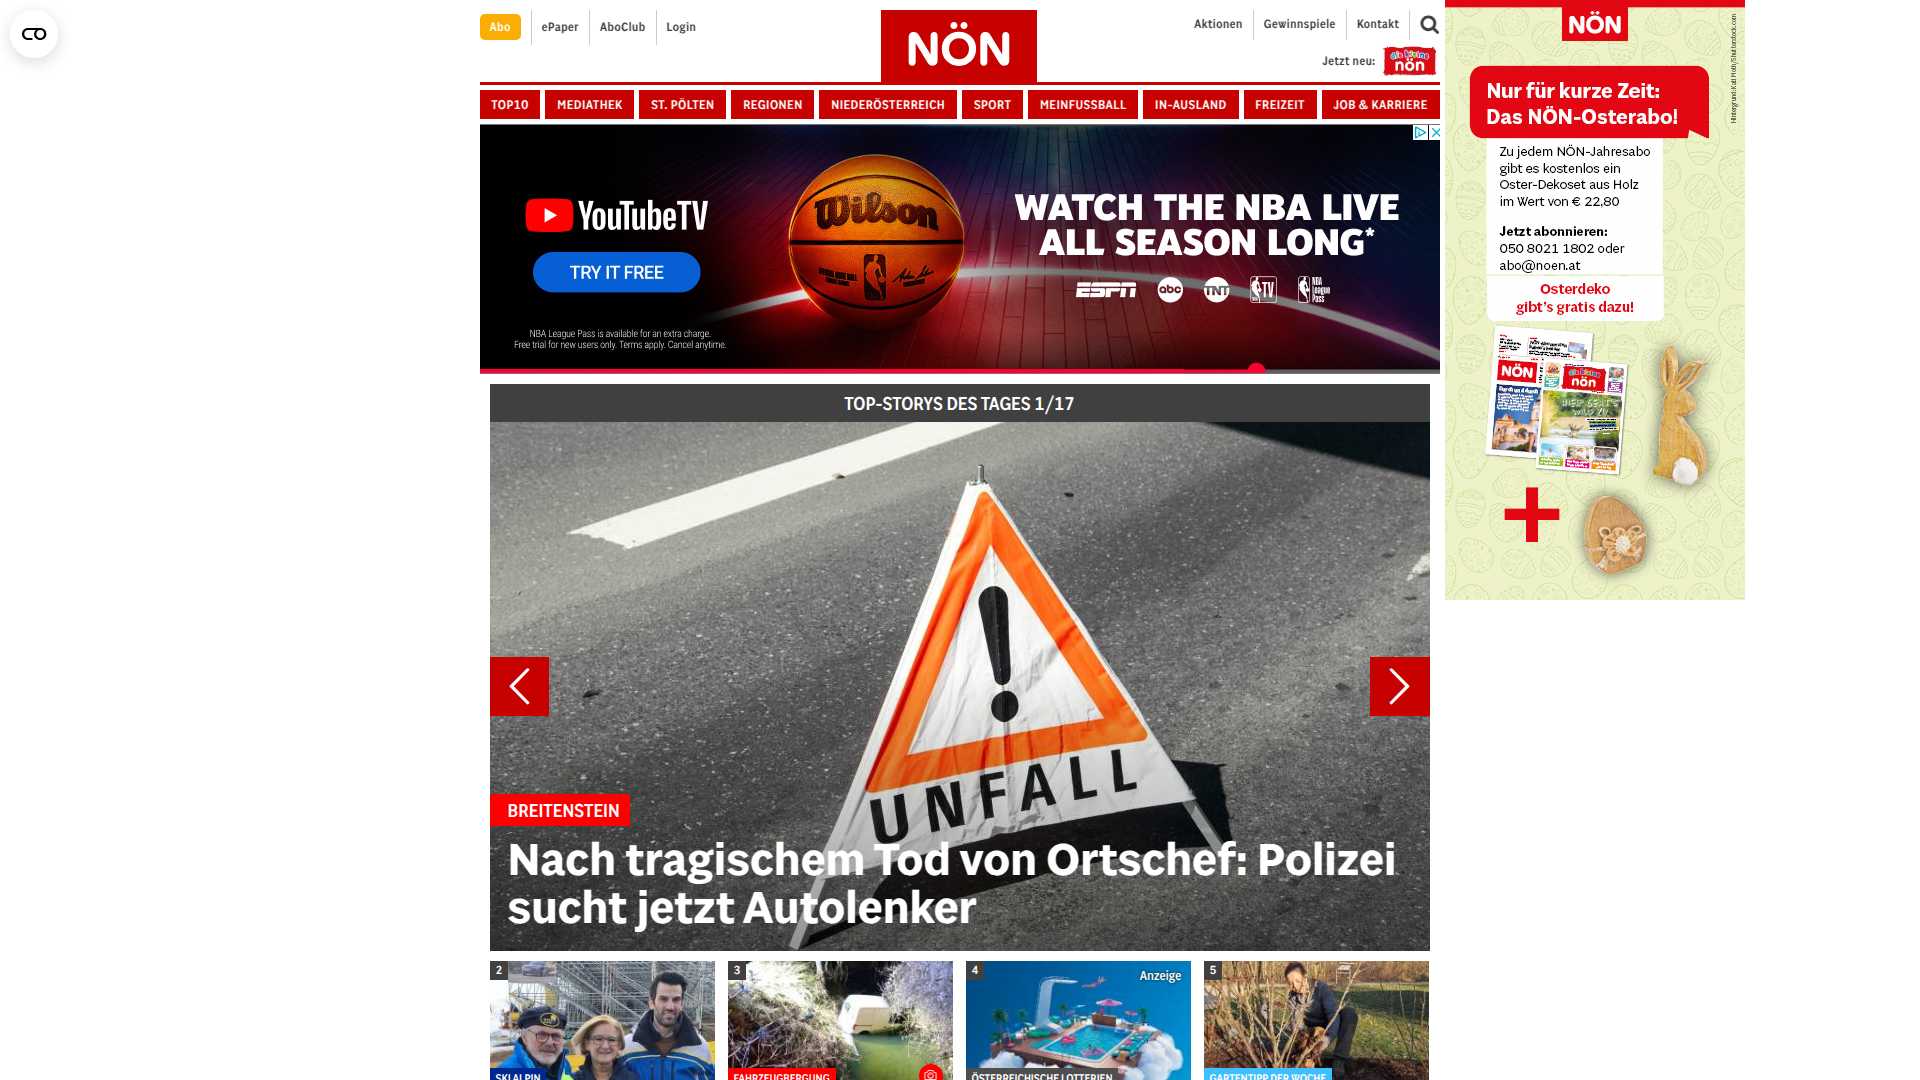 Abo
ePaper
AboClub
Login
NÖN
Aktionen
Gewinnspiele
Kontakt
Jetzt neu:
die kleine
nön
TOP10
MEDIATHEK
ST. PÖLTEN
REGIONEN
NIEDERÖSTERREICH
SPORT
MEINFUSSBALL
IN-AUSLAND
FREIZEIT
JOB & KARRIERE
YouTubeTV
TRY IT FREE
NBA League Pass is available for an extra charge.
Free trial for new users only. Terms apply. Cancel anytime.
Wilson
WATCH THE NBA LIVE
ALL SEASON LONG*
ESPN
abc
TNT
NBA TV
NBA League Pass
NÖN
Nur für kurze Zeit:
Das NÖN-Osterabo!
Zu jedem NÖN-Jahresabo
gibt es kostenlos ein
Oster-Dekoset aus Holz
im Wert von € 22,80
Jetzt abonnieren:
050 8021 1802 oder
abo@noen.at
Osterdeko
gibt's gratis dazu!
NÖN
die kleine
nön
+
TOP-STORYS DES TAGES 1/17
UNFALL
BREITENSTEIN
Nach tragischem Tod von Ortschef: Polizei
sucht jetzt Autolenker
2
SKI ALPIN
3
FAHRZEUGBERGUNG
4
Anzeige
ÖSTERREICHISCHE LOTTERIEN
5
GARTENTIPP DER WOCHE